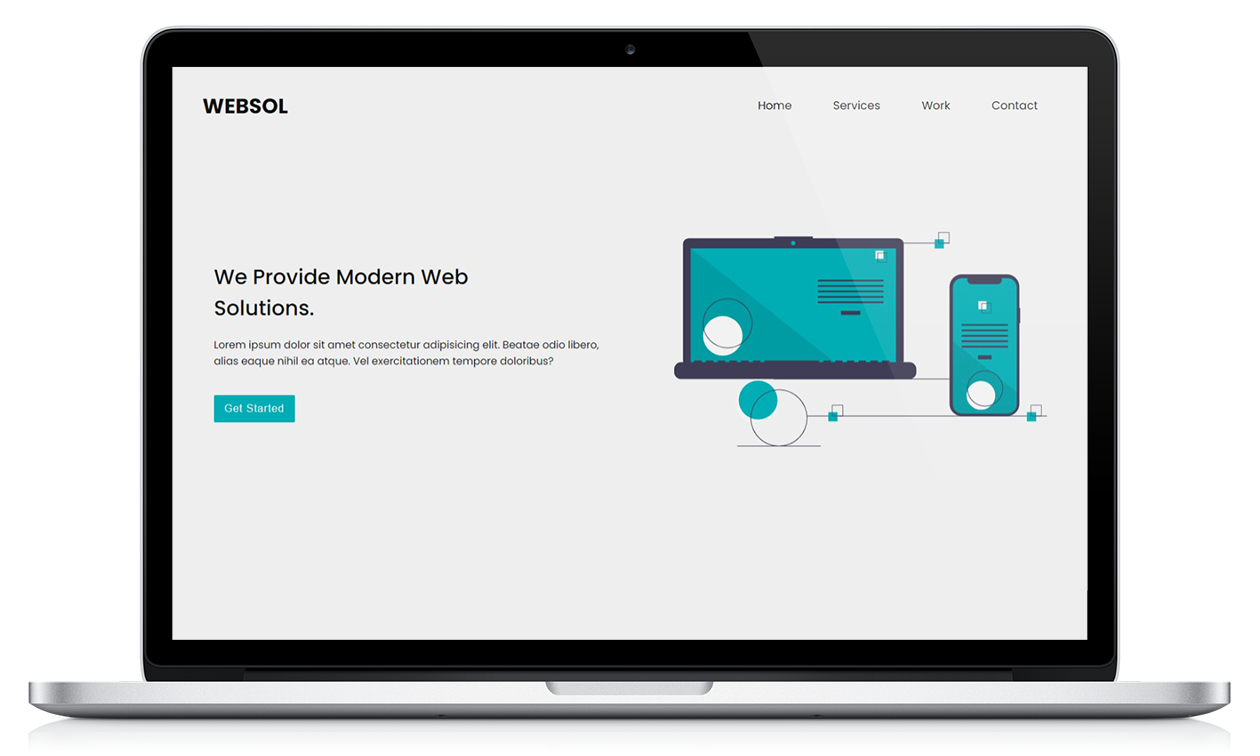 WEBSOL
Home Services Work Contact
We Provide Modern Web
Solutions.
Lorem ipsum dolor sit amet consectetur adipisicing elit. Beatae odio libero,
alias eaque nihil ea atque. Vel exercitationem tempore doloribus?
Get Started